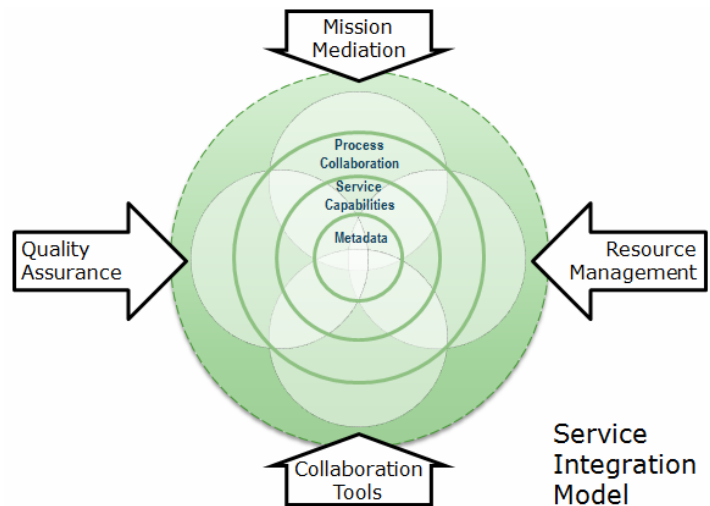 Mission
Mediation
Process
Collaboration
Service
Capabilities
Metadata
Quality
Assurance
Resource
Management
Collaboration
Tools
Service
Integration
Model